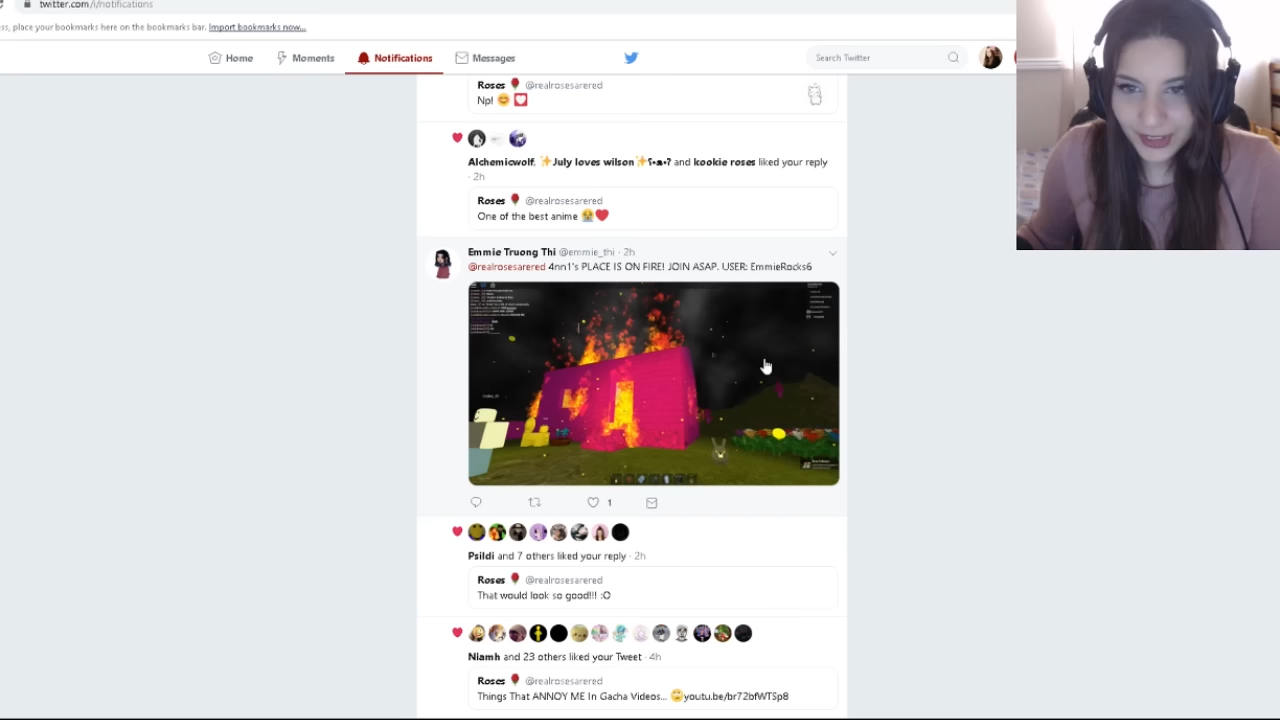 twitter.com/i/notifications
ss, place your bookmarks here on the bookmarks bar. Import bookmarks now...
Home Moments Notifications Messages Search Twitter
Roses 🌹 @realrosesarered
Np! 😊 💟
Alchemicwolf, ✨July loves wilson✨ʕ•ᴥ•ʔ and kookie roses liked your reply
· 2h
Roses 🌹 @realrosesarered
One of the best anime 😭❤️
Emmie Truong Thi @emmie_thi · 2h
@realrosesarered 4nn1's PLACE IS ON FIRE! JOIN ASAP. USER: EmmieRocks6
1
Psildi and 7 others liked your reply · 2h
Roses 🌹 @realrosesarered
That would look so good!!! :O
Niamh and 23 others liked your Tweet · 4h
Roses 🌹 @realrosesarered
Things That ANNOY ME In Gacha Videos... 🙄youtu.be/br72bfWTSp8